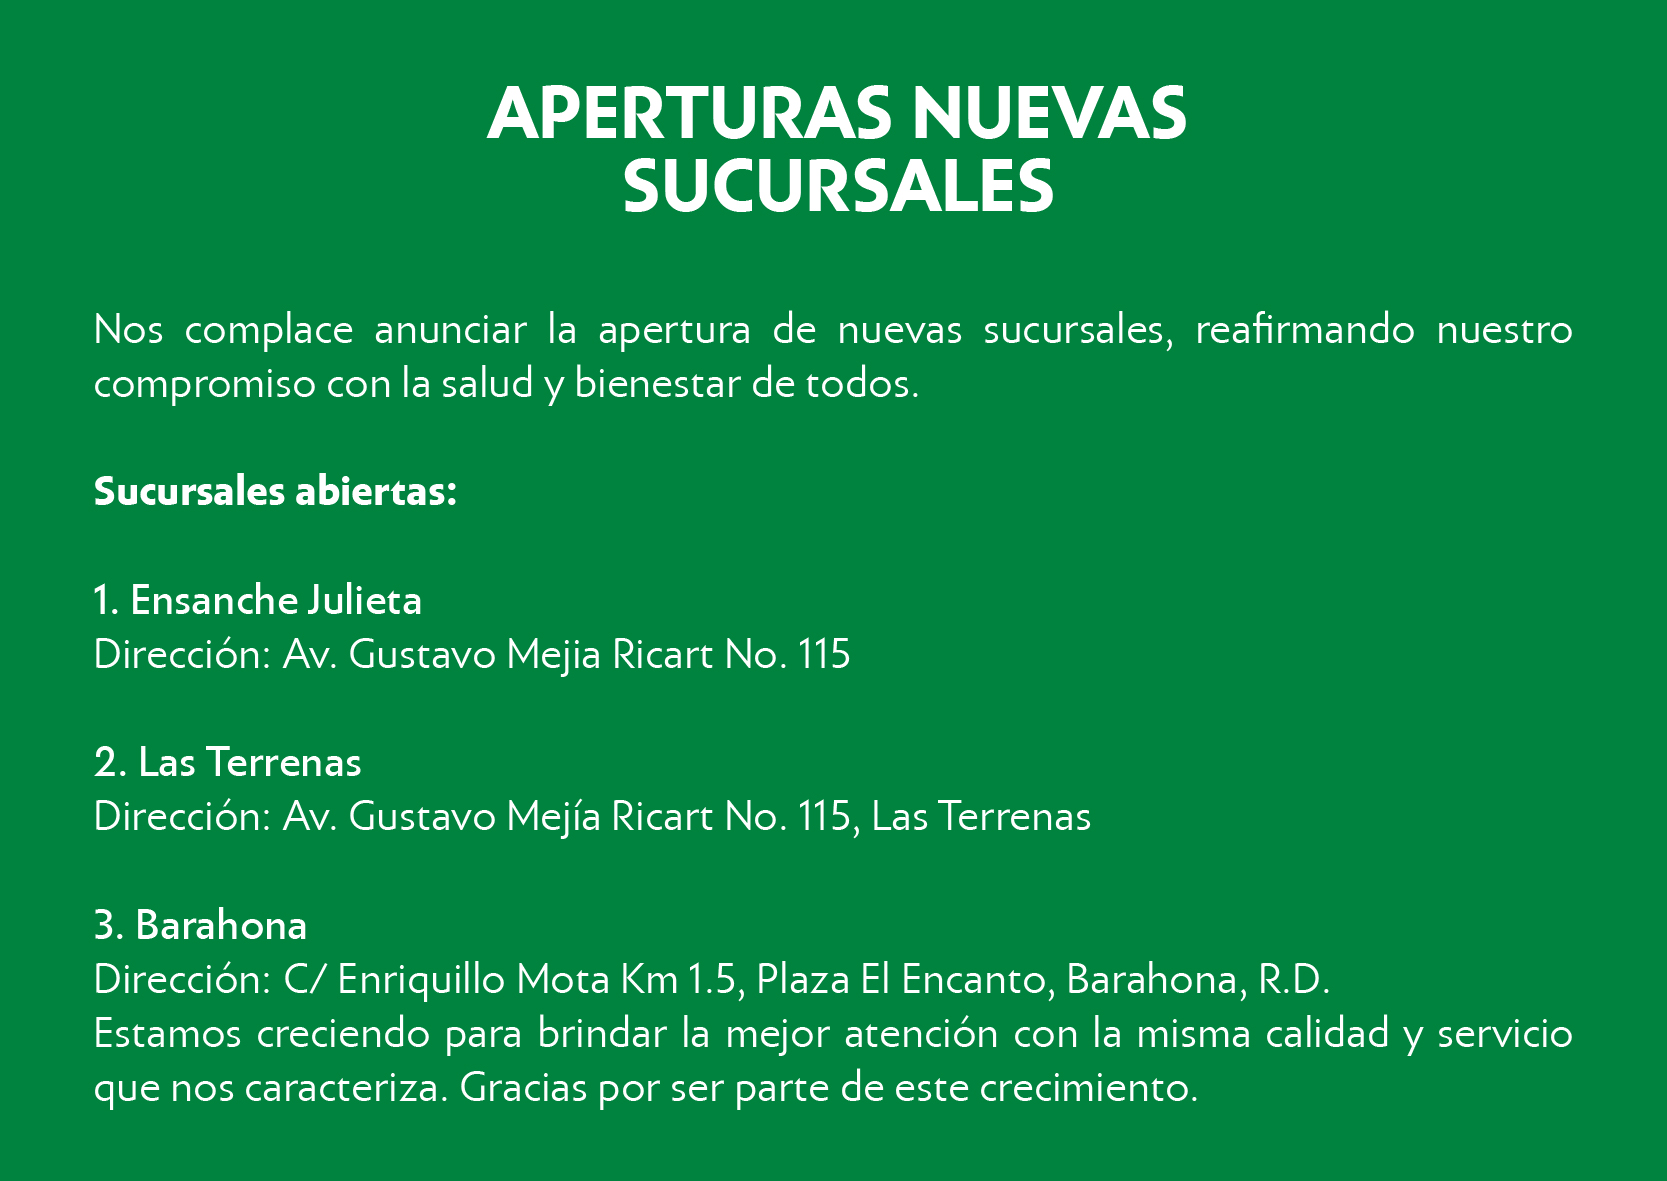 APERTURAS NUEVAS
SUCURSALES
Nos complace anunciar la apertura de nuevas sucursales, reafirmando nuestro
compromiso con la salud y bienestar de todos.
Sucursales abiertas:
1. Ensanche Julieta
Dirección: Av. Gustavo Mejia Ricart No. 115
2. Las Terrenas
Dirección: Av. Gustavo Mejía Ricart No. 115, Las Terrenas
3. Barahona
Dirección: C/ Enriquillo Mota Km 1.5, Plaza El Encanto, Barahona, R.D.
Estamos creciendo para brindar la mejor atención con la misma calidad y servicio
que nos caracteriza. Gracias por ser parte de este crecimiento.